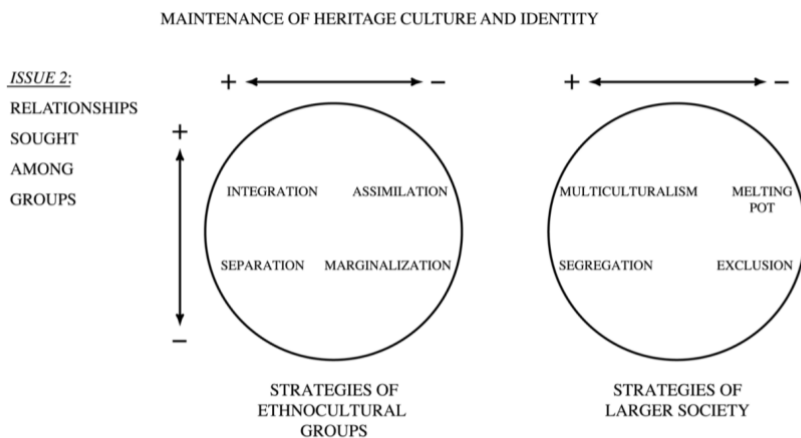 MAINTENANCE OF HERITAGE CULTURE AND IDENTITY
ISSUE 2:
RELATIONSHIPS
SOUGHT
AMONG
GROUPS
+ −
+
−
INTEGRATION ASSIMILATION
SEPARATION MARGINALIZATION
STRATEGIES OF
ETHNOCULTURAL
GROUPS
+ −
MULTICULTURALISM MELTING
POT
SEGREGATION EXCLUSION
STRATEGIES OF
LARGER SOCIETY